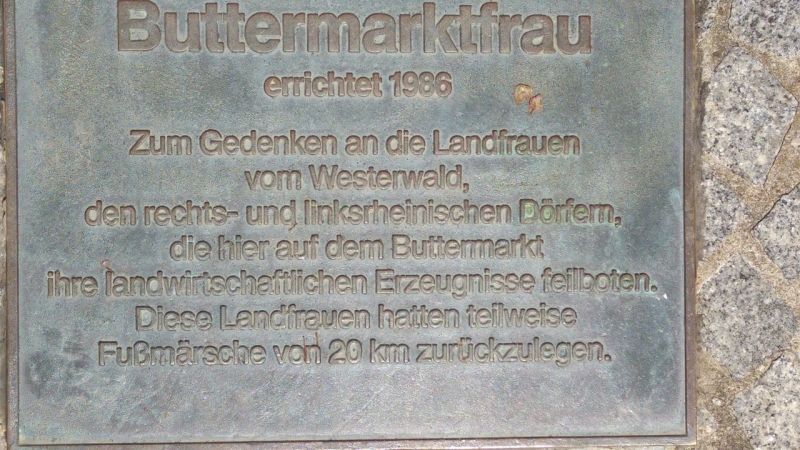 Buttermarktfrau
errichtet 1986
Zum Gedenken an die Landfrauen
vom Westerwald,
den rechts- und linksrheinischen Dörfern,
die hier auf dem Buttermarkt
ihre landwirtschaftlichen Erzeugnisse feilboten.
Diese Landfrauen hatten teilweise
Fußmärsche von 20 km zurückzulegen.